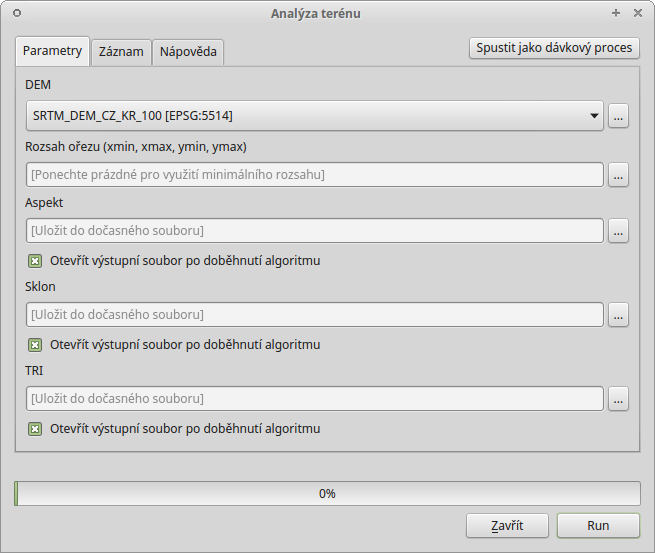 Analýza terénu
Parametry
Záznam
Nápověda
Spustit jako dávkový proces
DEM
SRTM_DEM_CZ_KR_100 [EPSG:5514]
...
Rozsah ořezu (xmin, xmax, ymin, ymax)
[Ponechte prázdné pro využití minimálního rozsahu]
...
Aspekt
[Uložit do dočasného souboru]
...
Otevřít výstupní soubor po doběhnutí algoritmu
Sklon
[Uložit do dočasného souboru]
...
Otevřít výstupní soubor po doběhnutí algoritmu
TRI
[Uložit do dočasného souboru]
...
Otevřít výstupní soubor po doběhnutí algoritmu
0%
Zavřít
Run